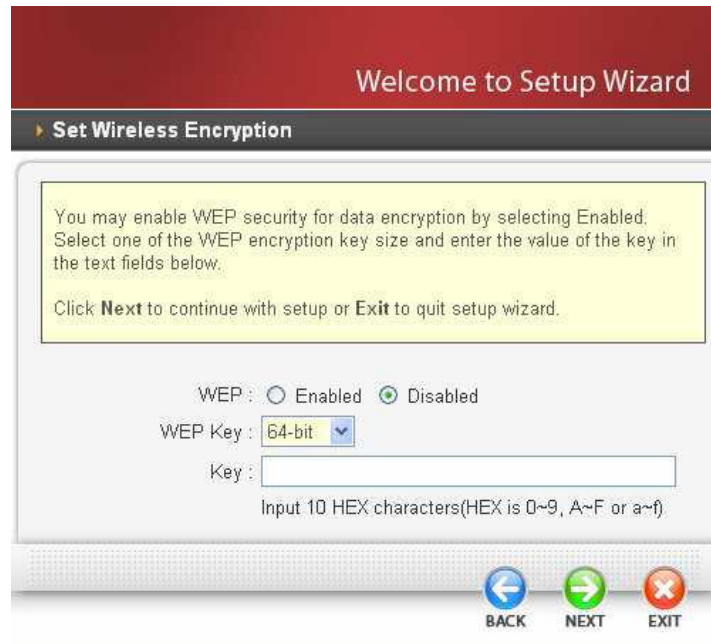 Welcome to Setup Wizard
Set Wireless Encryption
You may enable WEP security for data encryption by selecting Enabled.
Select one of the WEP encryption key size and enter the value of the key in
the text fields below.
Click Next to continue with setup or Exit to quit setup wizard.
WEP : Enabled Disabled
WEP Key : 64-bit
Key :
Input 10 HEX characters(HEX is 0~9, A~F or a~f)
BACK NEXT EXIT